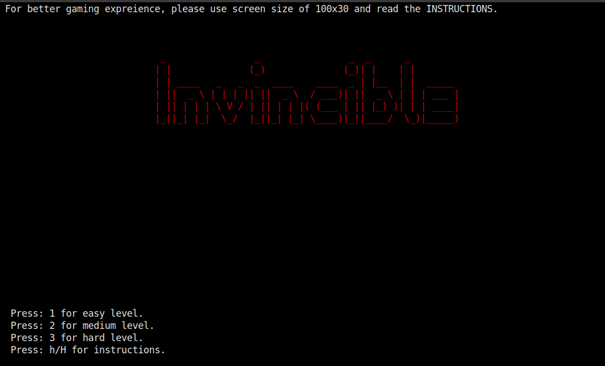 For better gaming expreience, please use screen size of 100x30 and read the INSTRUCTIONS.
Invincible
Press: 1 for easy level.
Press: 2 for medium level.
Press: 3 for hard level.
Press: h/H for instructions.